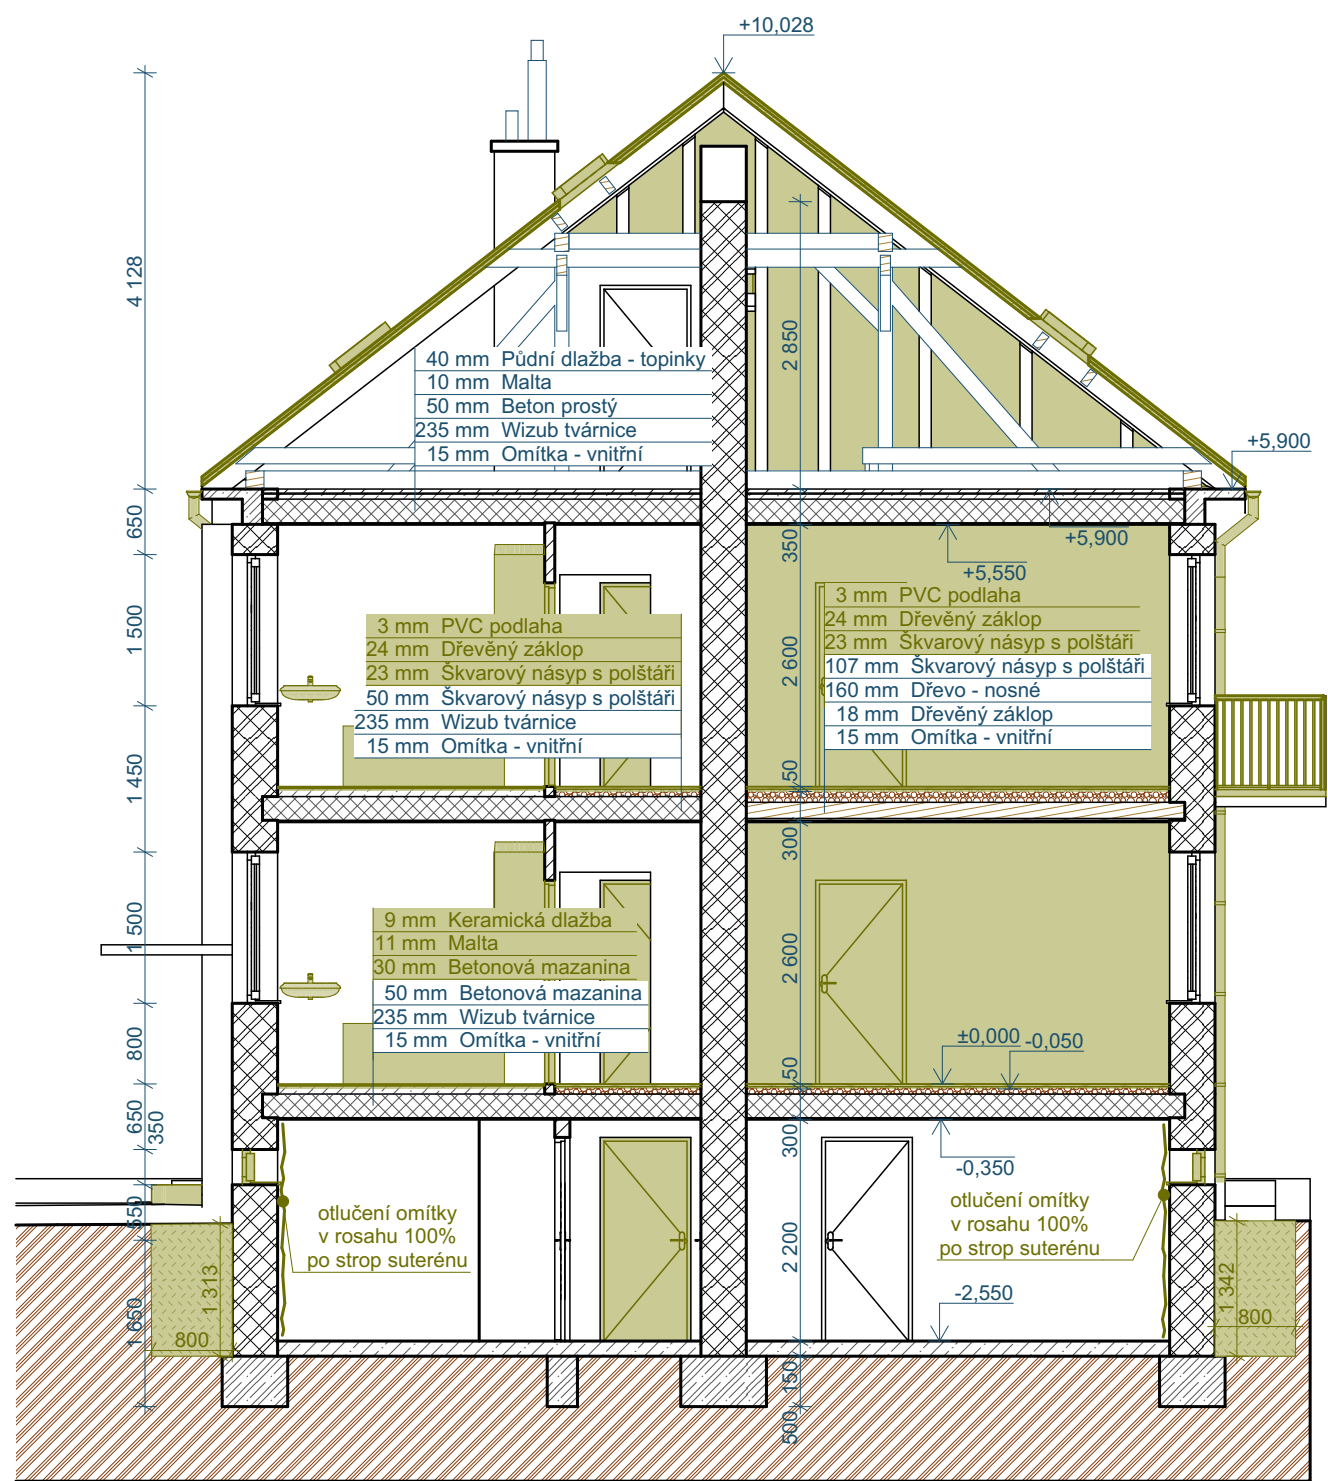 +10,028
4 128
2 850
40 mm Půdní dlažba - topinky
10 mm Malta
50 mm Beton prostý
235 mm Wizub tvárnice
15 mm Omítka - vnitřní
+5,900
650
350
+5,900
+5,550
1 500
3 mm PVC podlaha
24 mm Dřevěný záklop
23 mm Škvarový násyp s polštáři
50 mm Škvarový násyp s polštáři
235 mm Wizub tvárnice
15 mm Omítka - vnitřní
2 600
3 mm PVC podlaha
24 mm Dřevěný záklop
23 mm Škvarový násyp s polštáři
107 mm Škvarový násyp s polštáři
160 mm Dřevo - nosné
18 mm Dřevěný záklop
15 mm Omítka - vnitřní
1 450
50
300
1 500
9 mm Keramická dlažba
11 mm Malta
30 mm Betonová mazanina
50 mm Betonová mazanina
235 mm Wizub tvárnice
15 mm Omítka - vnitřní
2 600
800
±0,000
-0,050
50
650
350
300
-0,350
550
otlučení omítky
v rosahu 100%
po strop suterénu
2 200
otlučení omítky
v rosahu 100%
po strop suterénu
1 650
1 313
800
-2,550
1 342
800
150
500